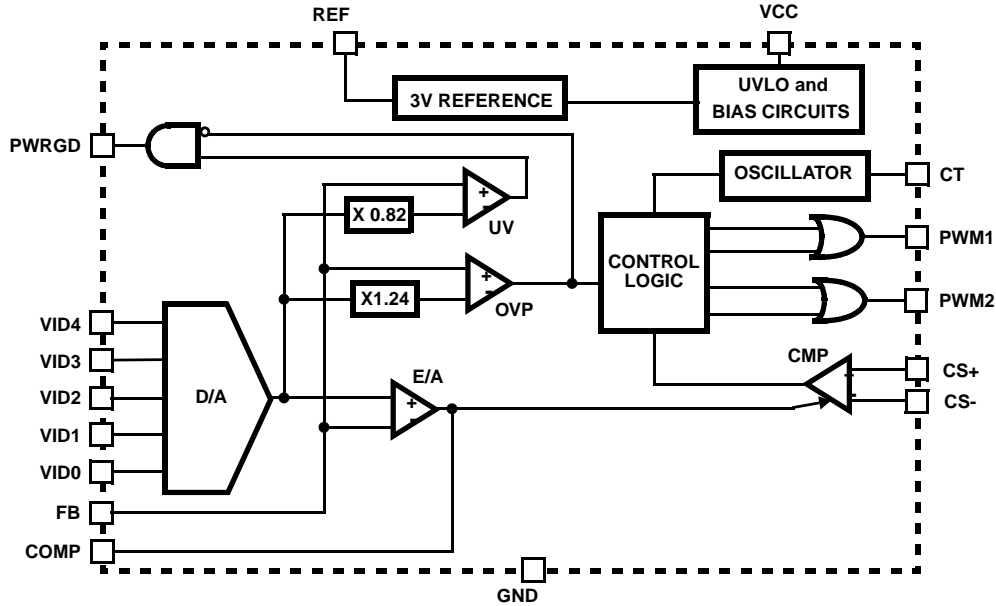 REF
VCC
3V REFERENCE
UVLO and
BIAS CIRCUITS
PWRGD
OSCILLATOR
CT
X 0.82
+
-
UV
CONTROL
LOGIC
PWM1
X1.24
+
-
OVP
PWM2
VID4
VID3
VID2
VID1
VID0
D/A
E/A
+
-
CMP
+
-
CS+
CS-
FB
COMP
GND